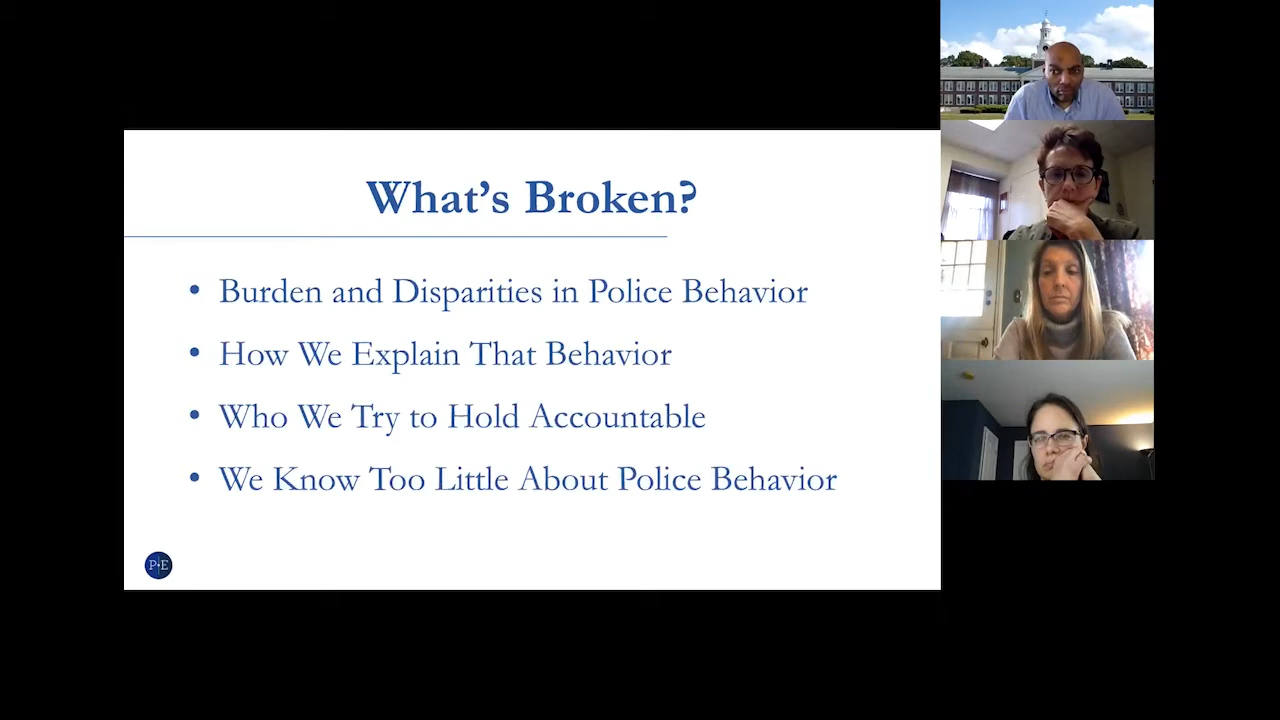 What's Broken?
• Burden and Disparities in Police Behavior
• How We Explain That Behavior
• Who We Try to Hold Accountable
• We Know Too Little About Police Behavior
P•E